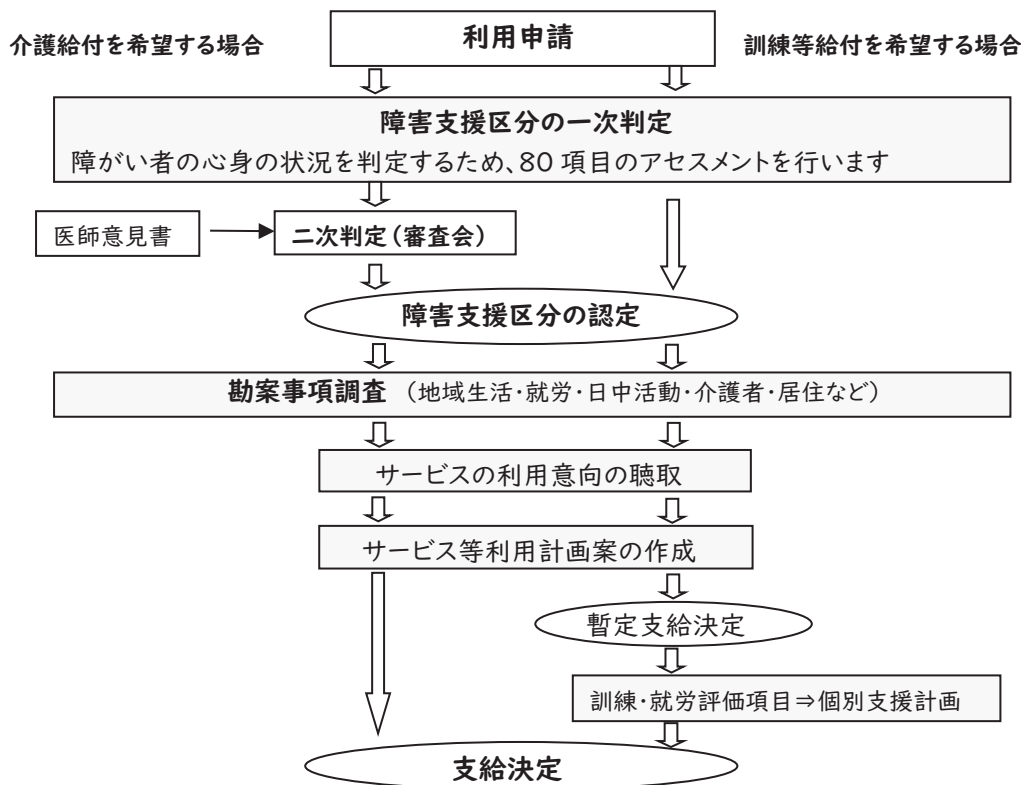 利用申請
介護給付を希望する場合
訓練等給付を希望する場合
障害支援区分の一次判定
障がい者の心身の状況を判定するため、80 項目のアセスメントを行います
医師意見書
二次判定（審査会）
障害支援区分の認定
勘案事項調査 （地域生活・就労・日中活動・介護者・居住など）
サービスの利用意向の聴取
サービス等利用計画案の作成
暫定支給決定
訓練・就労評価項目⇒個別支援計画
支給決定